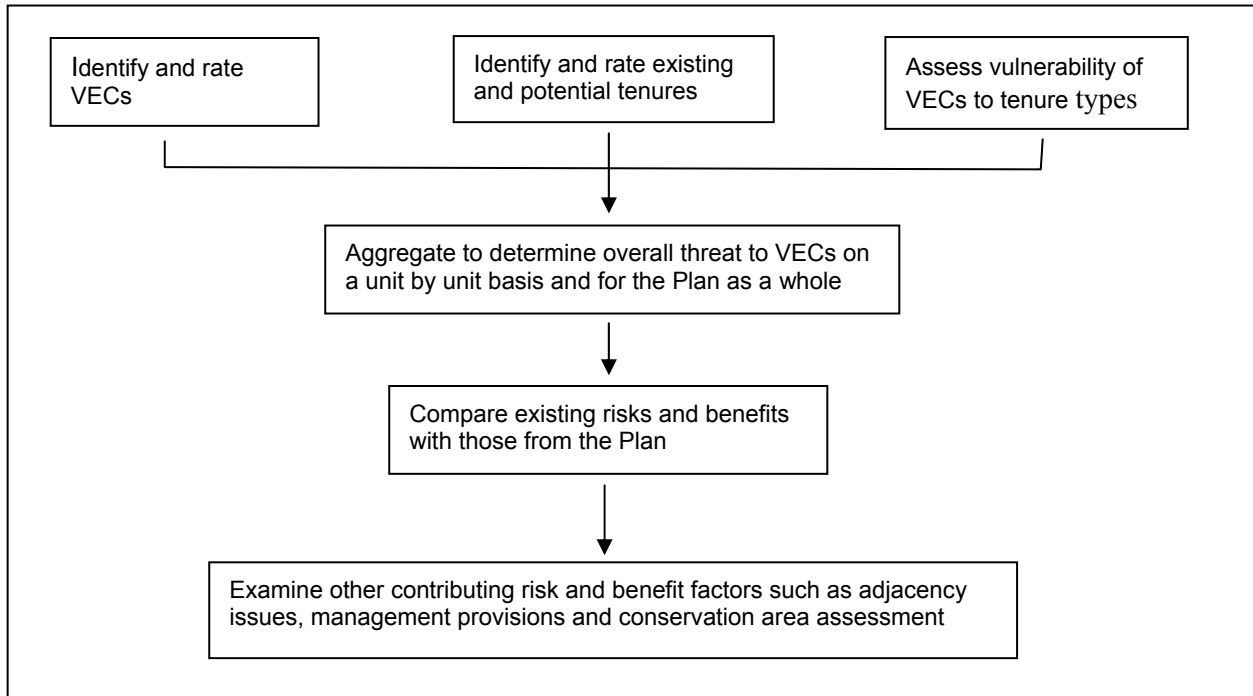 Identify and rate
VECs
Identify and rate existing
and potential tenures
Assess vulnerability of
VECs to tenure types
Aggregate to determine overall threat to VECs on
a unit by unit basis and for the Plan as a whole
Compare existing risks and benefits
with those from the Plan
Examine other contributing risk and benefit factors such as adjacency
issues, management provisions and conservation area assessment